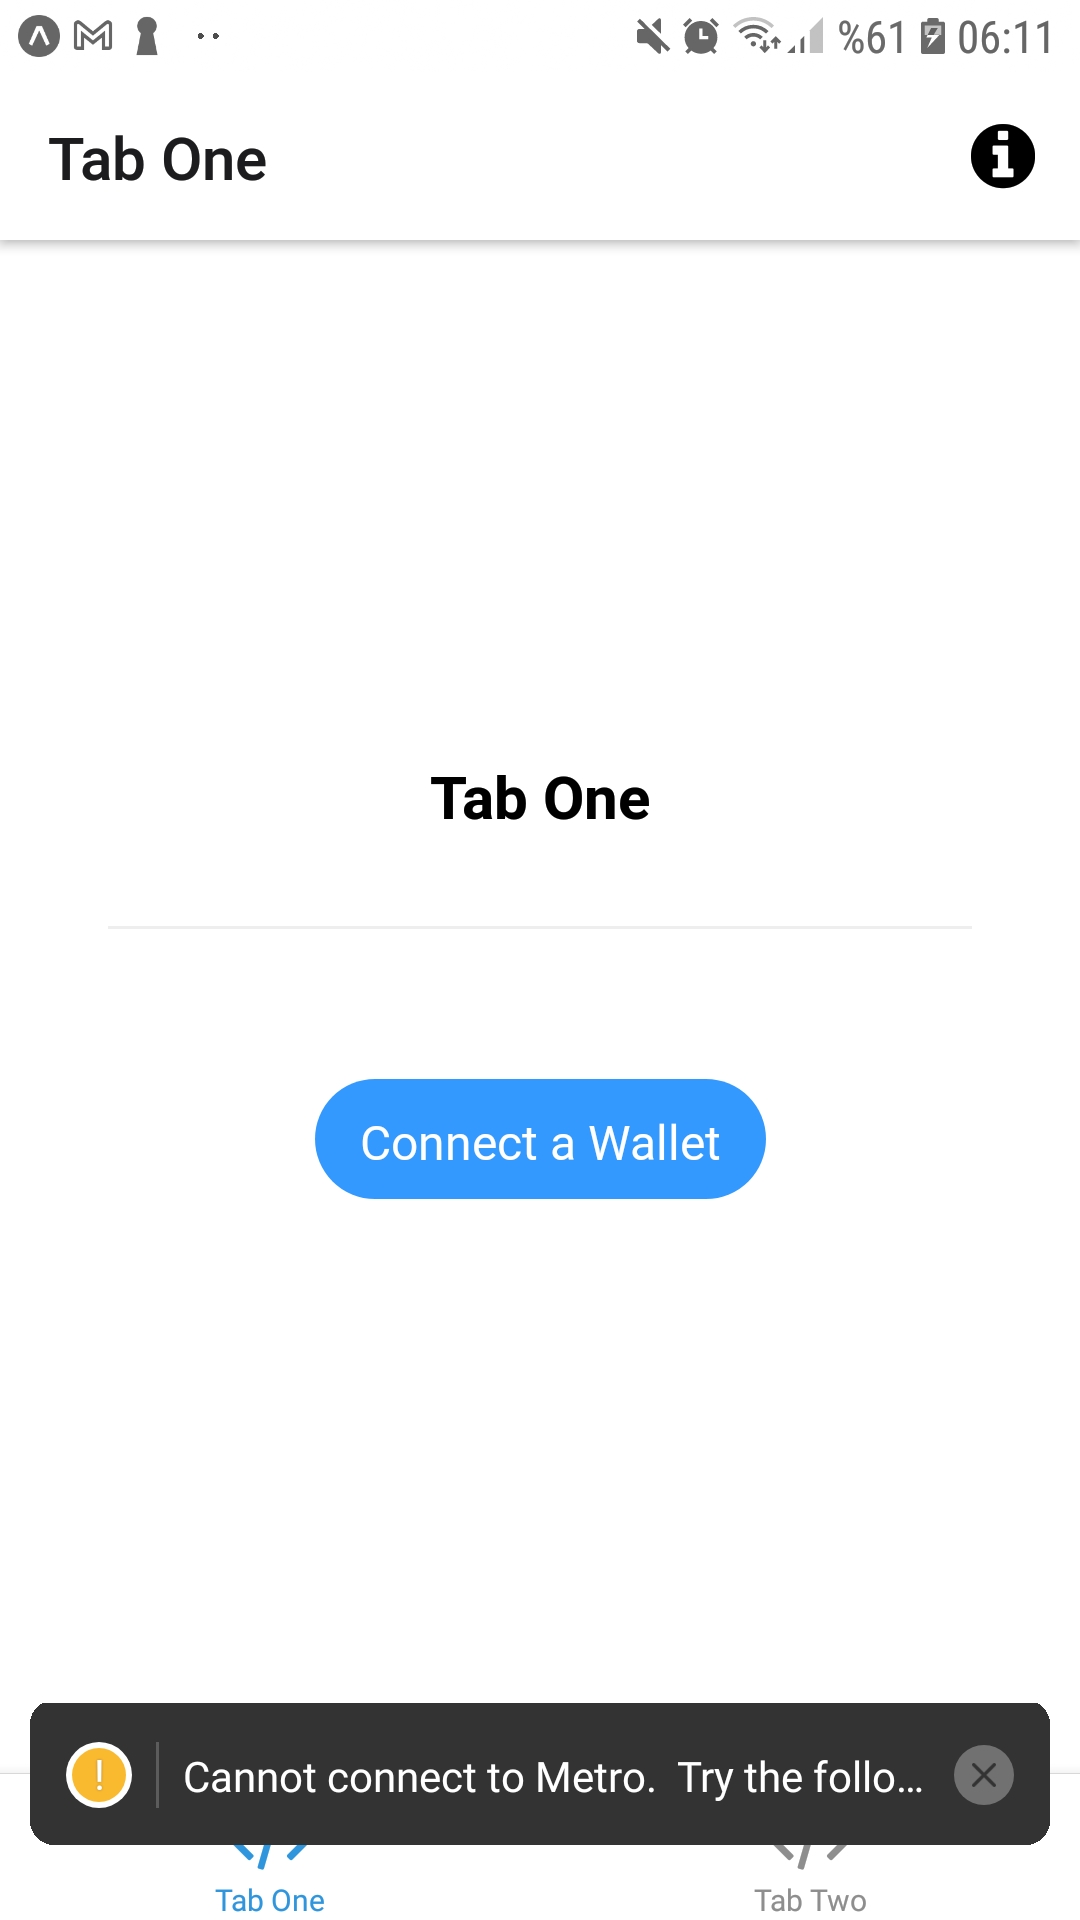 %61 06:11
Tab One
Tab One
Connect a Wallet
Cannot connect to Metro.  Try the follo...
Tab One
Tab Two